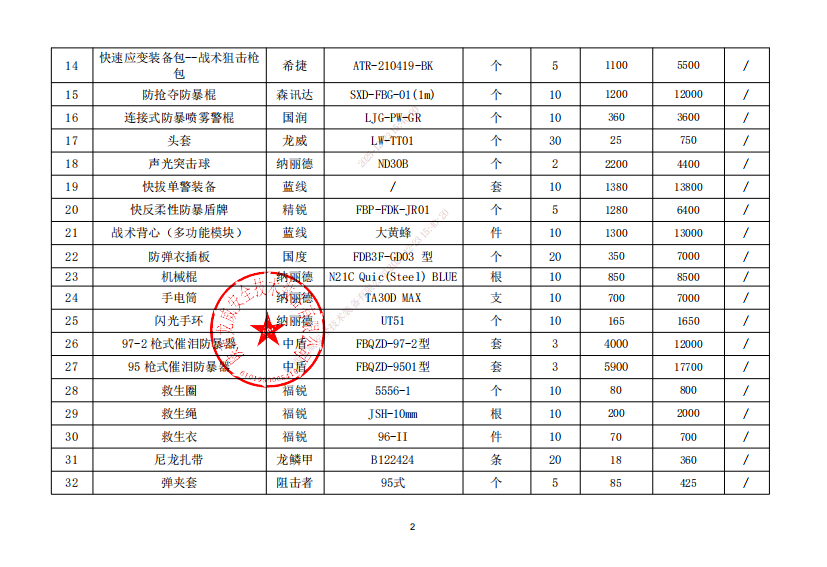 14 快速应变装备包--战术狙击枪包 希捷 ATR-210419-BK 个 5 1100 5500 /
15 防抢夺防暴棍 森讯达 SXD-FBG-01(1m) 个 10 1200 12000 /
16 连接式防暴喷雾警棍 国润 LJG-PW-GR 个 10 360 3600 /
17 头套 龙威 LW-TT01 个 30 25 750 /
18 声光突击球 纳丽德 ND30B 个 2 2200 4400 /
19 快拔单警装备 蓝线 / 套 10 1380 13800 /
20 快反柔性防暴盾牌 精锐 FBP-FDK-JR01 个 5 1280 6400 /
21 战术背心（多功能模块） 蓝线 大黄蜂 件 10 1300 13000 /
22 防弹衣插板 国度 FDB3F-GD03 型 个 20 350 7000 /
23 机械棍 纳丽德 N21C Quic(Steel) BLUE 根 10 850 8500 /
24 手电筒 纳丽德 TA30D MAX 支 10 700 7000 /
25 闪光手环 纳丽德 UT51 个 10 165 1650 /
26 97-2 枪式催泪防暴器 中盾 FBQZD-97-2型 套 3 4000 12000 /
27 95 枪式催泪防暴器 中盾 FBQZD-9501型 套 3 5900 17700 /
28 救生圈 福锐 5556-1 个 10 80 800 /
29 救生绳 福锐 JSH-10mm 根 10 200 2000 /
30 救生衣 福锐 96-II 件 10 70 700 /
31 尼龙扎带 龙鳞甲 B122424 条 20 18 360 /
32 弹夹套 阻击者 95式 个 5 85 425 /
2